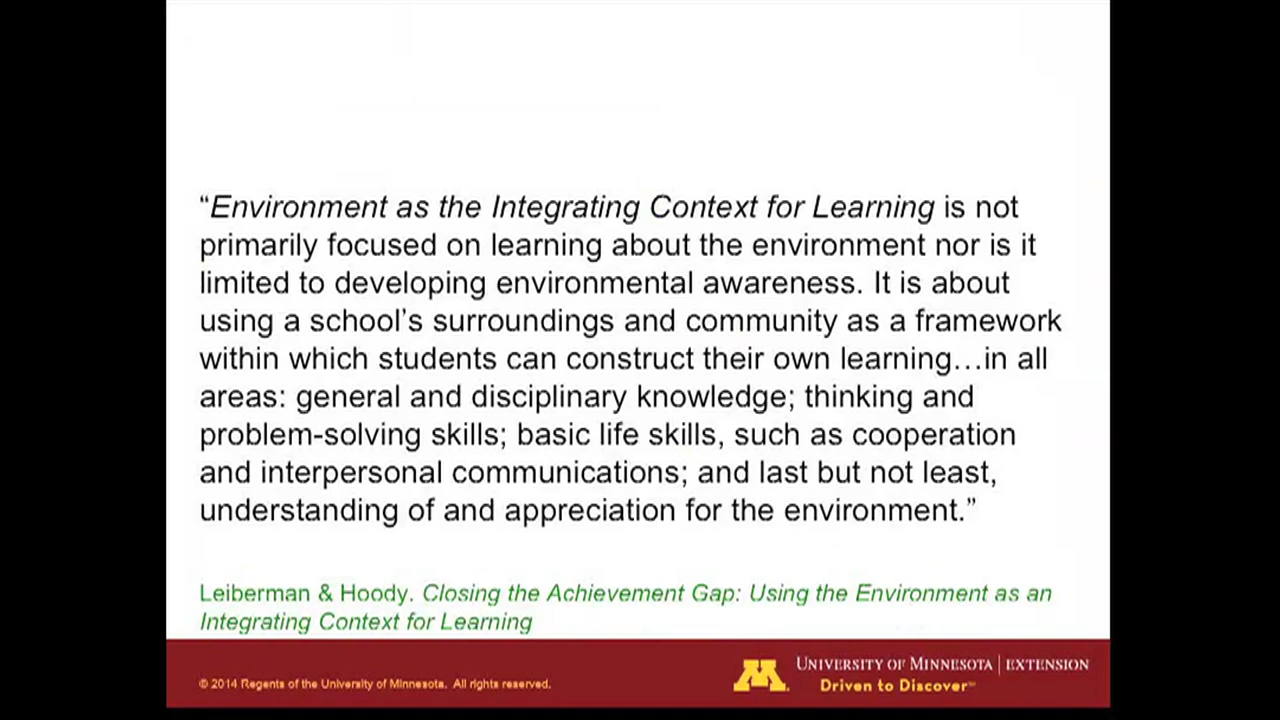 “Environment as the Integrating Context for Learning is not
primarily focused on learning about the environment nor is it
limited to developing environmental awareness. It is about
using a school’s surroundings and community as a framework
within which students can construct their own learning…in all
areas: general and disciplinary knowledge; thinking and
problem-solving skills; basic life skills, such as cooperation
and interpersonal communications; and last but not least,
understanding of and appreciation for the environment.”
Leiberman & Hoody. Closing the Achievement Gap: Using the Environment as an
Integrating Context for Learning
© 2014 Regents of the University of Minnesota. All rights reserved.
M
UNIVERSITY OF MINNESOTA | EXTENSION
Driven to Discover℠